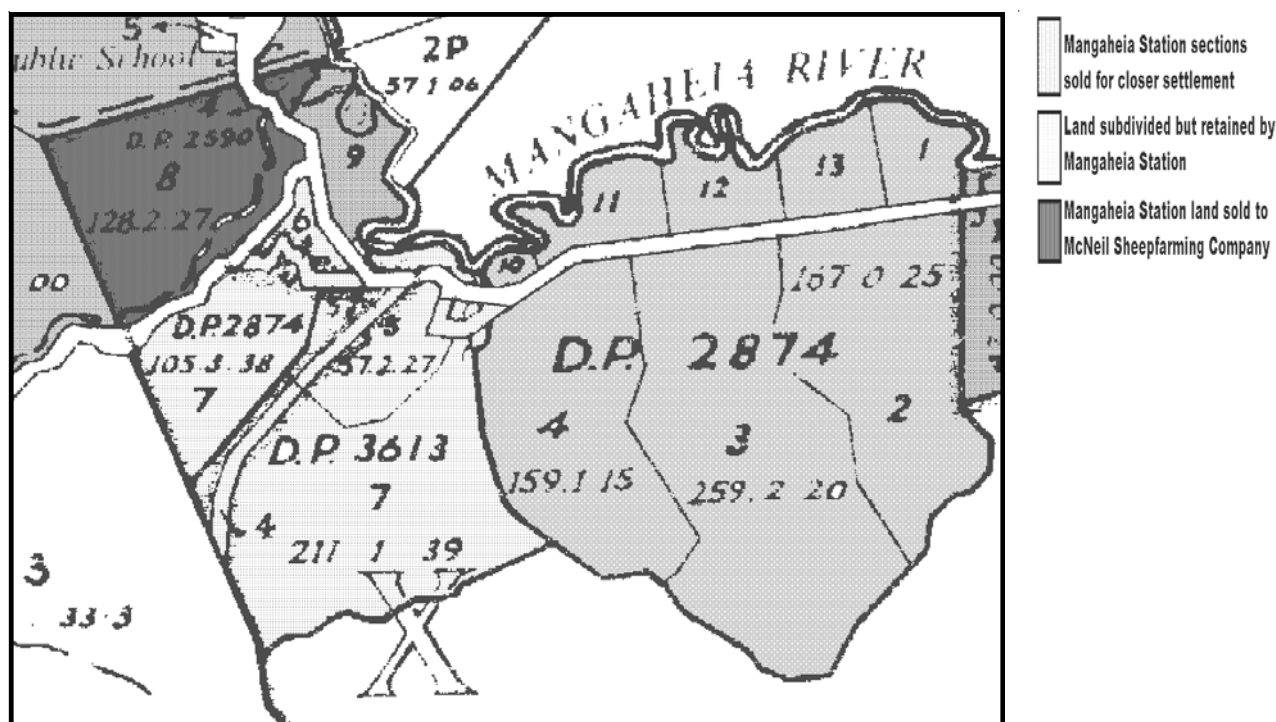 5
ublic School
2P
57 1 06
MANGAHEIA RIVER
D.P. 2590
8
128.2.27
9
6
00
11
12
13
1
10
167 0 25
D.P. 2874
105.3.38
7
57.2.27
D.P. 2874
4
159.1 15
3
259.2 20
2
D.P. 3613
7
211 1 39
4
3
33.3
X
Mangaheia Station sections
sold for closer settlement
Land subdivided but retained by
Mangaheia Station
Mangaheia Station land sold to
McNeil Sheepfarming Company